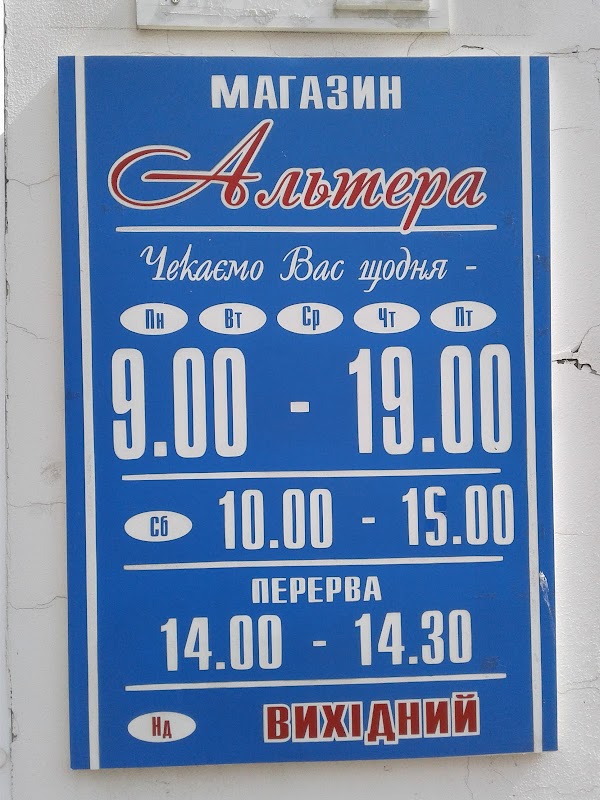 МАГАЗИН
Альтера
Чекаємо Вас щодня -
Пн Вт Ср Чт Пт
9.00 - 19.00
Сб 10.00 - 15.00
ПЕРЕРВА
14.00 - 14.30
Нд ВИХІДНИЙ